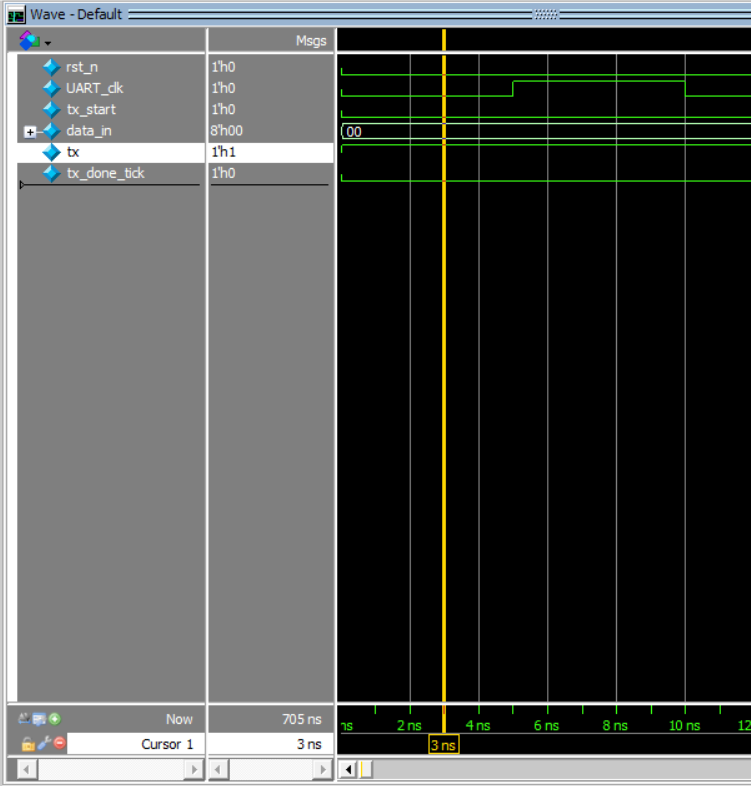 Wave - Default
Msgs
rst_n 1'h0
UART_clk 1'h0
tx_start 1'h0
data_in 8'h00 00
tx 1'h1
tx_done_tick 1'h0
Now 705 ns ns 2 ns 4 ns 6 ns 8 ns 10 ns 12
Cursor 1 3 ns 3 ns